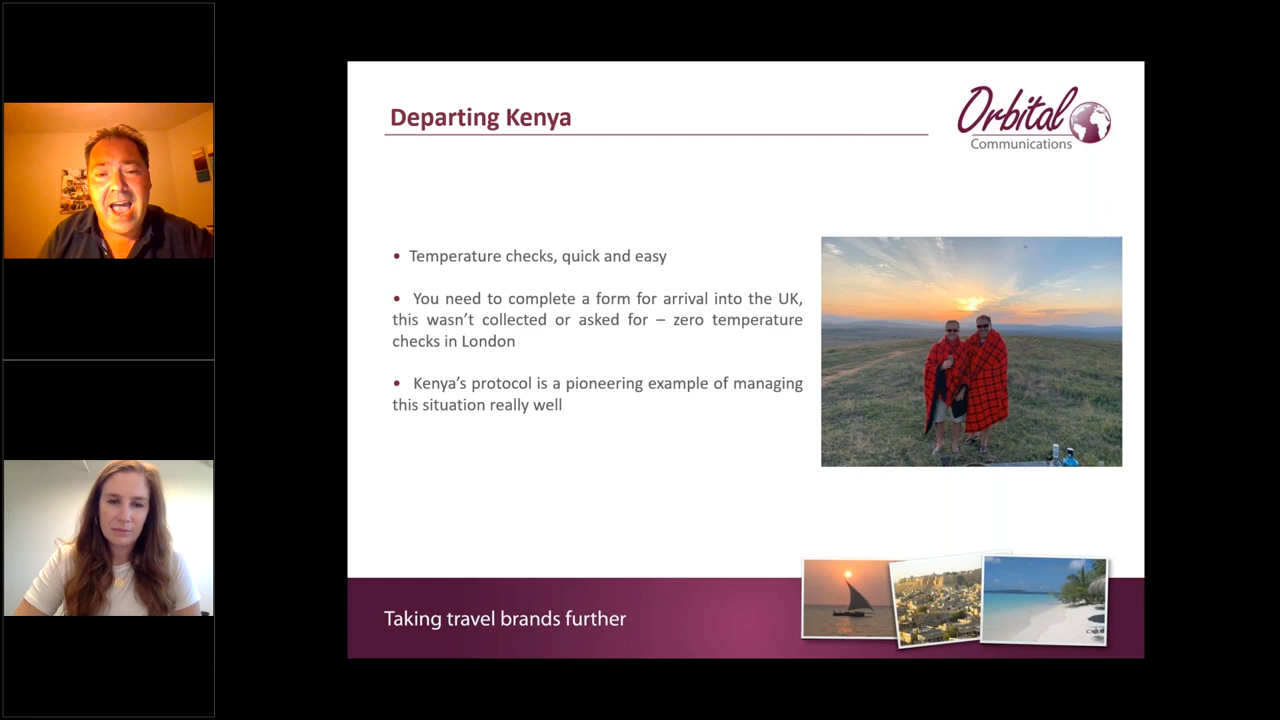 Departing Kenya
Orbital
Communications
• Temperature checks, quick and easy
• You need to complete a form for arrival into the UK,
this wasn’t collected or asked for – zero temperature
checks in London
• Kenya’s protocol is a pioneering example of managing
this situation really well
Taking travel brands further